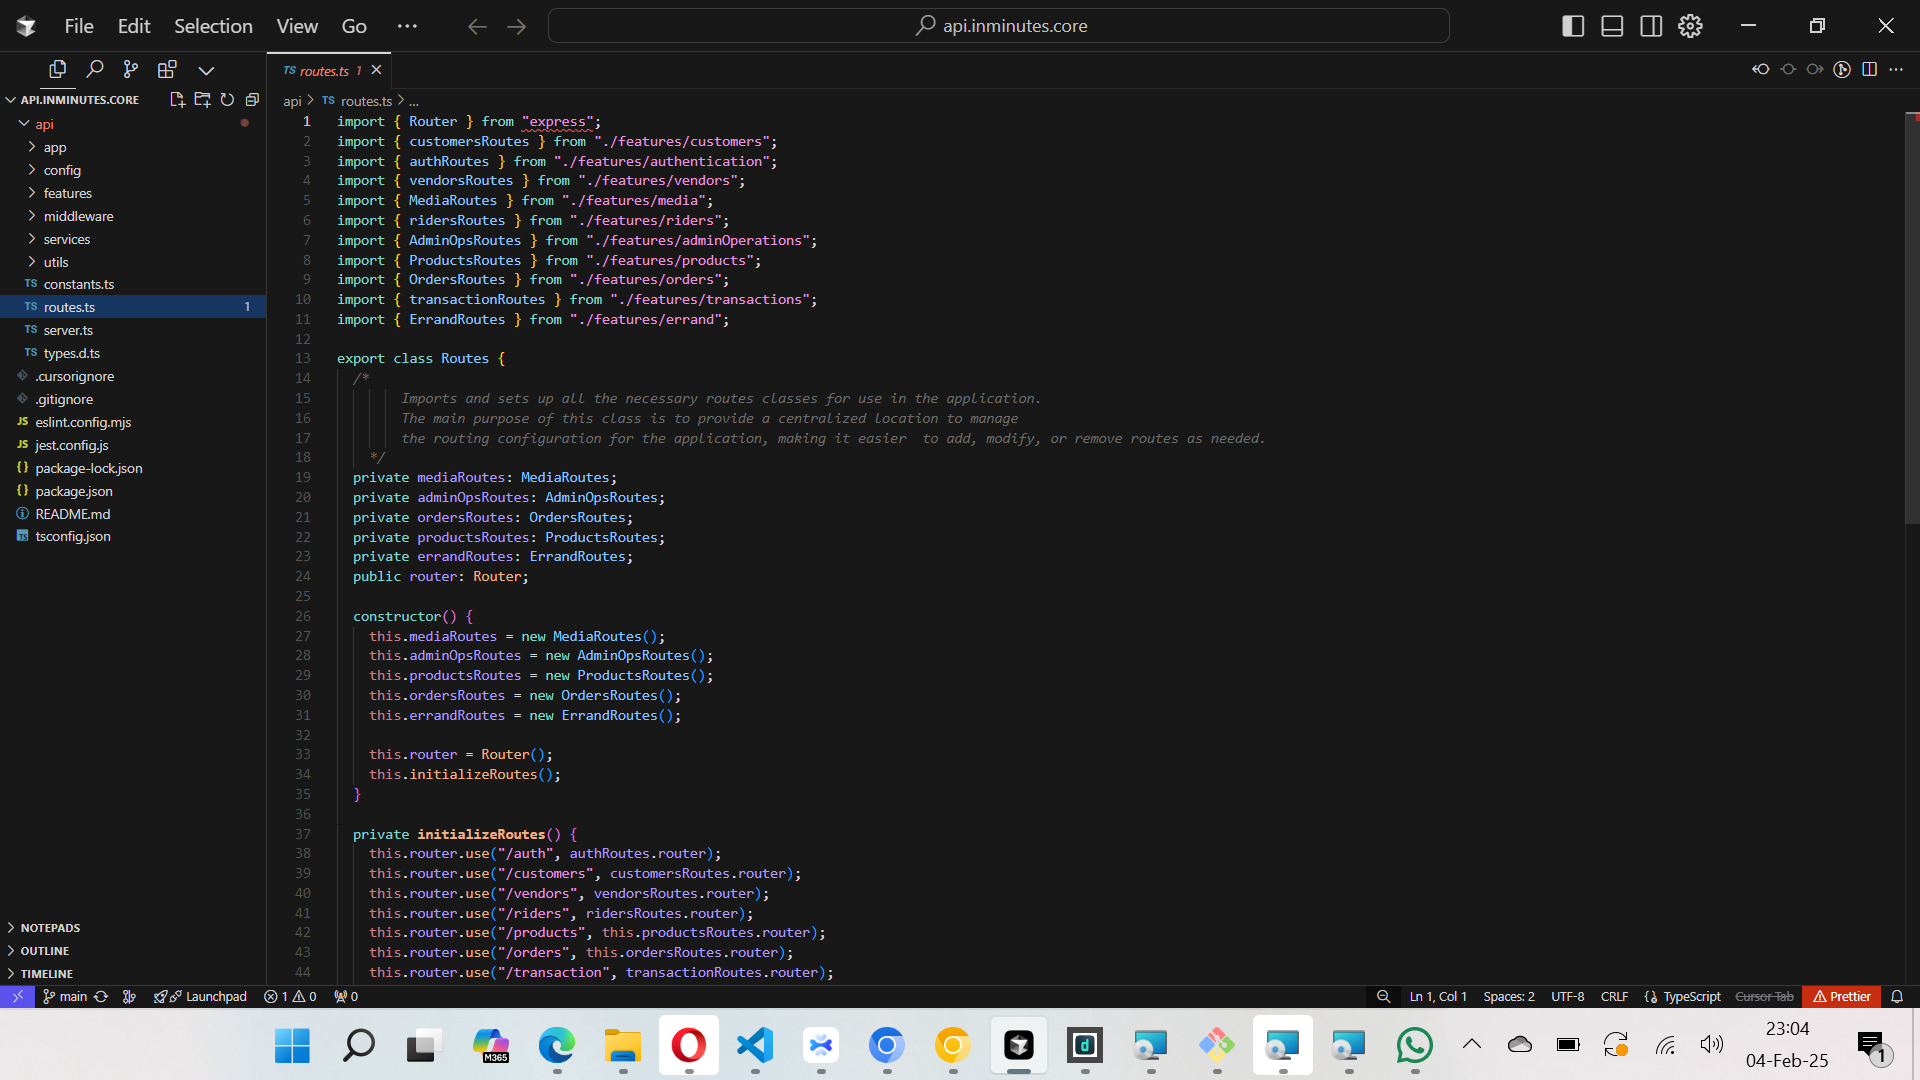 File Edit Selection View Go ···
api.inminutes.core
API.INMINUTES.CORE
api
app
config
features
middleware
services
utils
TS constants.ts
TS routes.ts 1
TS server.ts
TS types.d.ts
.cursorignore
.gitignore
JS eslint.config.mjs
JS jest.config.js
{} package-lock.json
{} package.json
README.md
TS tsconfig.json
NOTEPADS
OUTLINE
TIMELINE
TS routes.ts 1
api > TS routes.ts > ...
1 import { Router } from "express";
2 import { customersRoutes } from "./features/customers";
3 import { authRoutes } from "./features/authentication";
4 import { vendorsRoutes } from "./features/vendors";
5 import { MediaRoutes } from "./features/media";
6 import { ridersRoutes } from "./features/riders";
7 import { AdminOpsRoutes } from "./features/adminOperations";
8 import { ProductsRoutes } from "./features/products";
9 import { OrdersRoutes } from "./features/orders";
10 import { transactionRoutes } from "./features/transactions";
11 import { ErrandRoutes } from "./features/errand";
12
13 export class Routes {
14 /*
15 Imports and sets up all the necessary routes classes for use in the application.
16 The main purpose of this class is to provide a centralized location to manage
17 the routing configuration for the application, making it easier  to add, modify, or remove routes as needed.
18 */
19 private mediaRoutes: MediaRoutes;
20 private adminOpsRoutes: AdminOpsRoutes;
21 private ordersRoutes: OrdersRoutes;
22 private productsRoutes: ProductsRoutes;
23 private errandRoutes: ErrandRoutes;
24 public router: Router;
25
26 constructor() {
27 this.mediaRoutes = new MediaRoutes();
28 this.adminOpsRoutes = new AdminOpsRoutes();
29 this.productsRoutes = new ProductsRoutes();
30 this.ordersRoutes = new OrdersRoutes();
31 this.errandRoutes = new ErrandRoutes();
32
33 this.router = Router();
34 this.initializeRoutes();
35 }
36
37 private initializeRoutes() {
38 this.router.use("/auth", authRoutes.router);
39 this.router.use("/customers", customersRoutes.router);
40 this.router.use("/vendors", vendorsRoutes.router);
41 this.router.use("/riders", ridersRoutes.router);
42 this.router.use("/products", this.productsRoutes.router);
43 this.router.use("/orders", this.ordersRoutes.router);
44 this.router.use("/transaction", transactionRoutes.router);
main Launchpad 1 0 0 Ln 1, Col 1 Spaces: 2 UTF-8 CRLF {} TypeScript Cursor Tab Prettier
M365
d
23:04
04-Feb-25
1